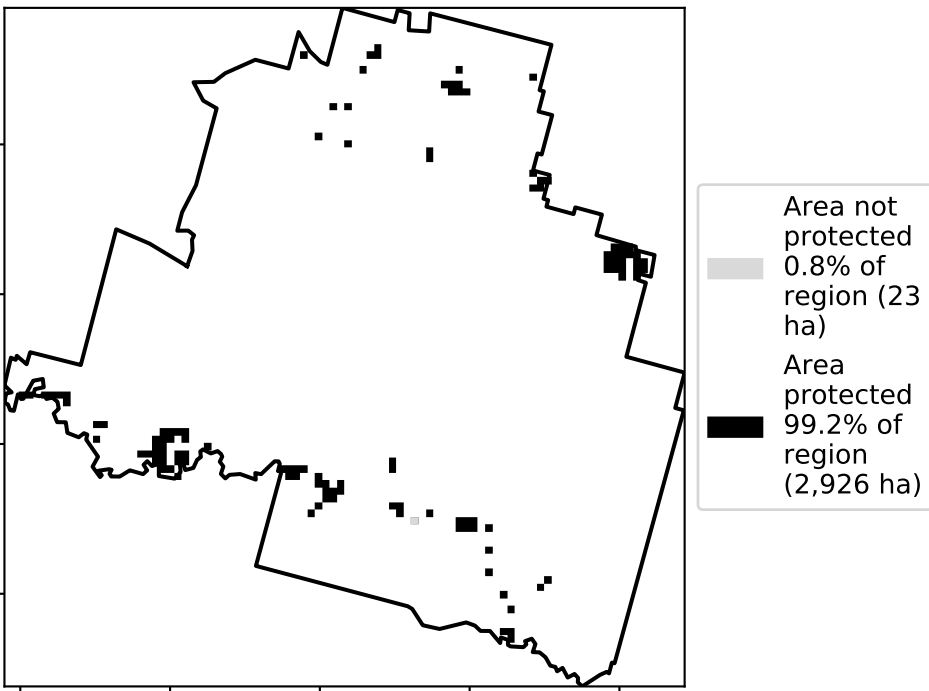 Area not
protected
0.8% of
region (23
ha)
Area
protected
99.2% of
region
(2,926 ha)